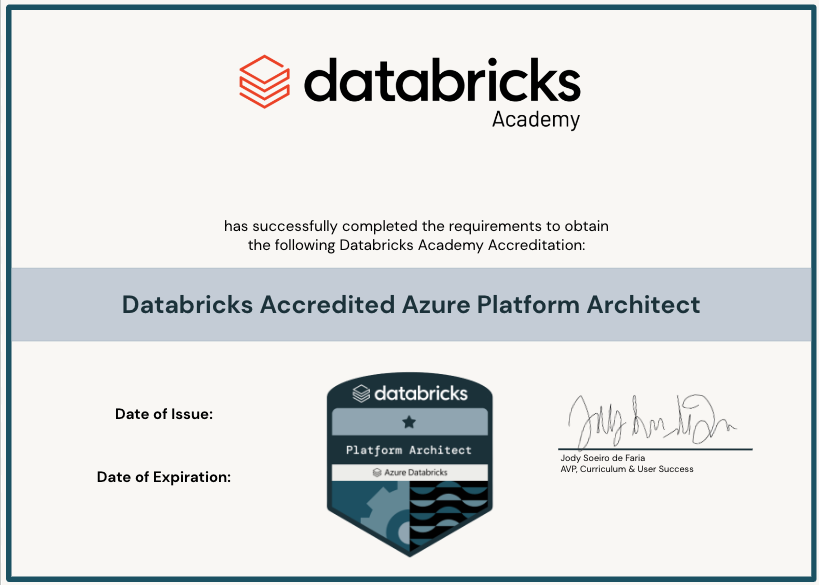 databricks
Academy
has successfully completed the requirements to obtain
the following Databricks Academy Accreditation:
Databricks Accredited Azure Platform Architect
Date of Issue:
Date of Expiration:
databricks
Platform Architect
Azure Databricks
Jody Soeiro de Faria
AVP, Curriculum & User Success